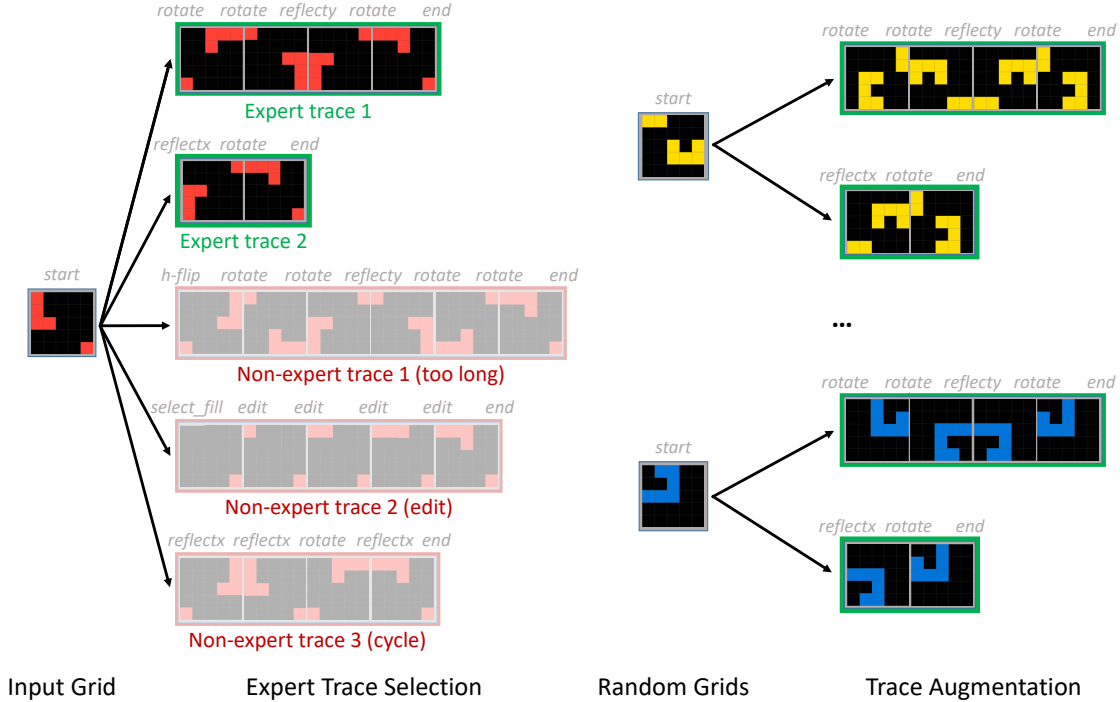 rotate rotate reflecty rotate end
Expert trace 1
reflectx rotate end
Expert trace 2
start
h-flip rotate rotate reflecty rotate rotate end
Non-expert trace 1 (too long)
select_fill edit edit edit edit end
Non-expert trace 2 (edit)
reflectx reflectx rotate reflectx end
Non-expert trace 3 (cycle)
start
rotate rotate reflecty rotate end
reflectx rotate end
...
start
rotate rotate reflecty rotate end
reflectx rotate end
Input Grid
Expert Trace Selection
Random Grids
Trace Augmentation